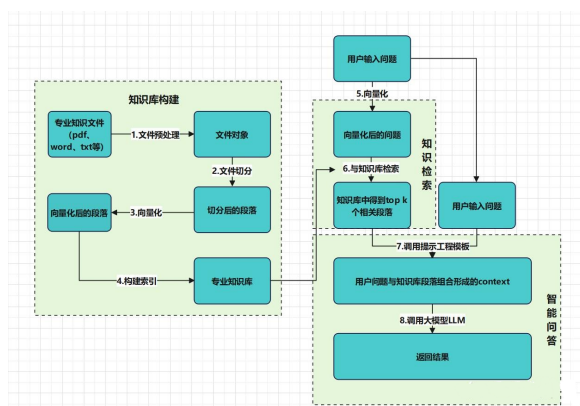 知识库构建
专业知识文件
（pdf、
word、txt等）
1.文件预处理
文件对象
2.文件切分
切分后的段落
3.向量化
向量化后的段落
4.构建索引
专业知识库
用户输入问题
5.向量化
知识检索
向量化后的问题
6.与知识库检索
知识库中得到top k
个相关段落
用户输入问题
7.调用提示工程模板
智能问答
用户问题与知识库段落组合形成的context
8.调用大模型LLM
返回结果